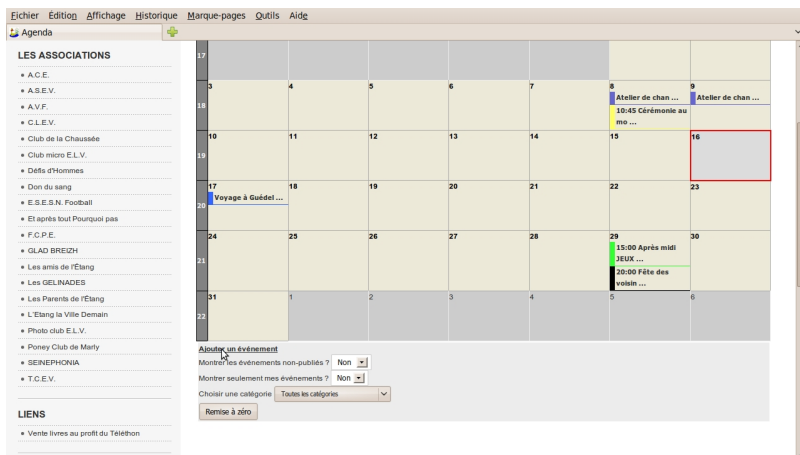 Eichier Édition Affichage Historique Marque-pages Outils Aide
Agenda
LES ASSOCIATIONS
A.C.E.
A.S.E.V.
A.V.F.
C.L.E.V.
Club de la Chaussée
Club micro E.L.V.
Défis d'Hommes
Don du sang
E.S.E.S.N. Football
Et après tout Pourquoi pas
F.C.P.E.
GLAD BREIZH
Les amis de l'Étang
Les GELINADES
Les Parents de l'Étang
L'Etang la Ville Demain
Photo club E.L.V.
Poney Club de Marly
SEINEPHONIA
T.C.E.V.
LIENS
Vente livres au profit du Téléthon
17
18
3 4 5 6 7 8 9
Atelier de chan ... Atelier de chan ...
10:45 Cérémonie au
mo ...
19
10 11 12 13 14 15 16
20
17 18 19 20 21 22 23
Voyage à Guédel ...
21
24 25 26 27 28 29 30
15:00 Après midi
JEUX ...
20:00 Fête des
voisin ...
22
31 1 2 3 4 5 6
Ajouter un événement
Montrer les événements non-publiés ? Non
Montrer seulement mes événements ? Non
Choisir une catégorie Toutes les catégories
Remise à zéro